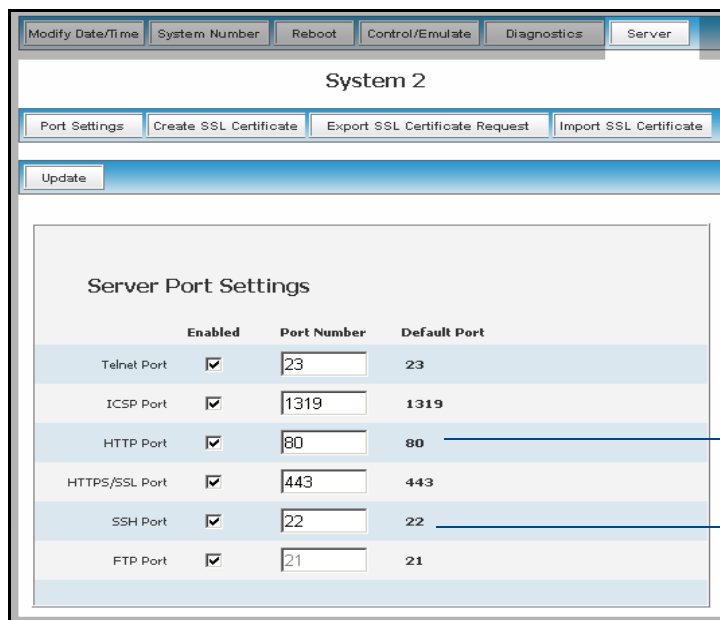 Modify Date/Time System Number Reboot Control/Emulate Diagnostics Server
System 2
Port Settings Create SSL Certificate Export SSL Certificate Request Import SSL Certificate
Update
Server Port Settings
Enabled Port Number Default Port
Telnet Port 23 23
ICSP Port 1319 1319
HTTP Port 80 80
HTTPS/SSL Port 443 443
SSH Port 22 22
FTP Port 21 21